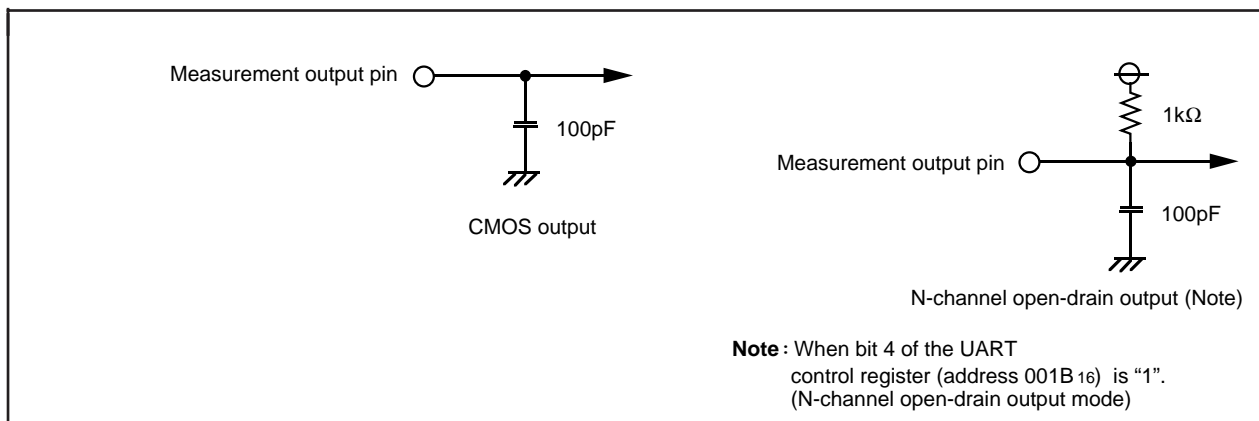 Measurement output pin
100pF
CMOS output
1kΩ
Measurement output pin
100pF
N-channel open-drain output (Note)
Note : When bit 4 of the UART
control register (address 001B16) is “1”.
(N-channel open-drain output mode)